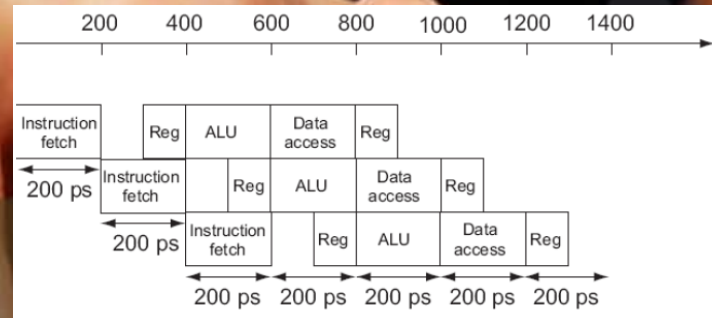 200 400 600 800 1000 1200 1400
Instruction
fetch
Reg
ALU
Data
access
Reg
200 ps
Instruction
fetch
Reg
ALU
Data
access
Reg
200 ps
Instruction
fetch
Reg
ALU
Data
access
Reg
200 ps 200 ps 200 ps 200 ps 200 ps